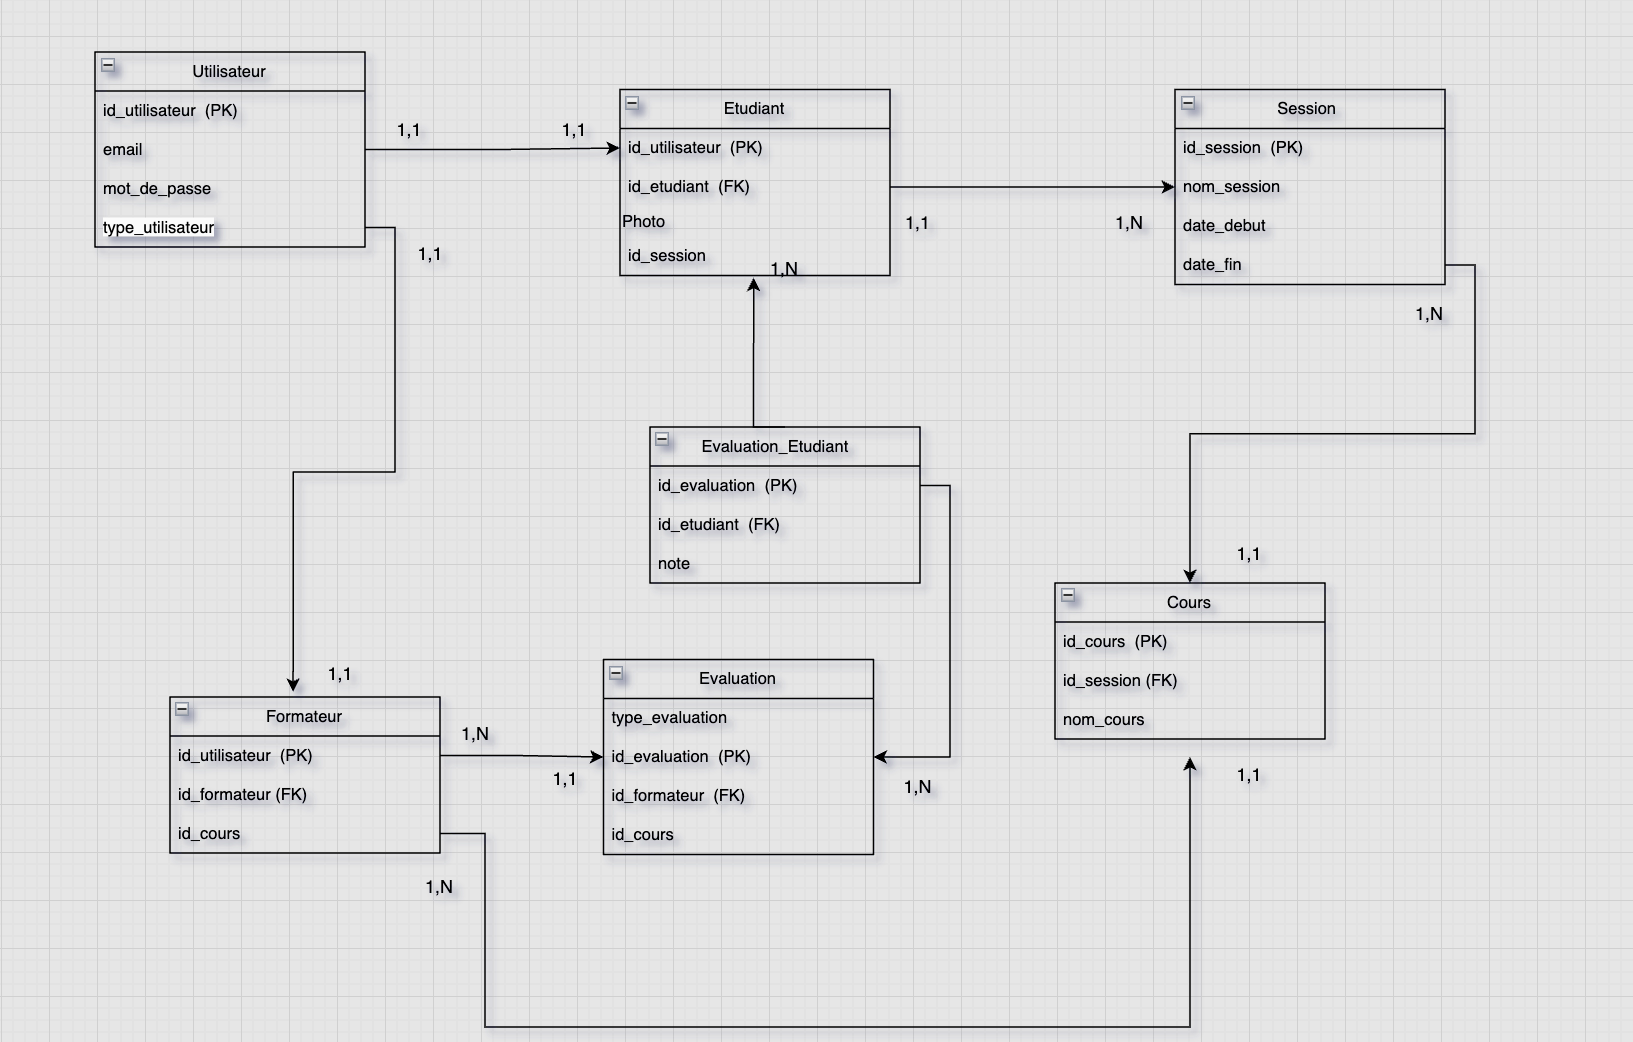 Utilisateur
id_utilisateur (PK)
email
mot_de_passe
type_utilisateur
1,1
1,1
1,1
Etudiant
id_utilisateur (PK)
id_etudiant (FK)
Photo
id_session
1,N
1,1
1,N
Session
id_session (PK)
nom_session
date_debut
date_fin
1,N
Evaluation_Etudiant
id_evaluation (PK)
id_etudiant (FK)
note
1,1
Cours
id_cours (PK)
id_session (FK)
nom_cours
1,1
1,1
Formateur
id_utilisateur (PK)
id_formateur (FK)
id_cours
1,N
1,N
1,1
Evaluation
type_evaluation
id_evaluation (PK)
id_formateur (FK)
id_cours
1,N